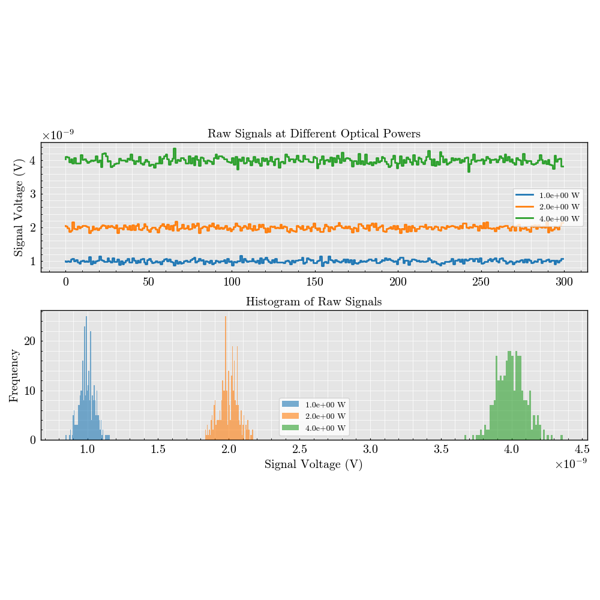 Raw Signals at Different Optical Powers
×10⁻⁹
Signal Voltage (V)
4
3
2
1
1.0e+00 W
2.0e+00 W
4.0e+00 W
0 50 100 150 200 250 300
Histogram of Raw Signals
Frequency
20
10
0
1.0e+00 W
2.0e+00 W
4.0e+00 W
1.0 1.5 2.0 2.5 3.0 3.5 4.0 4.5
Signal Voltage (V)
×10⁻⁹